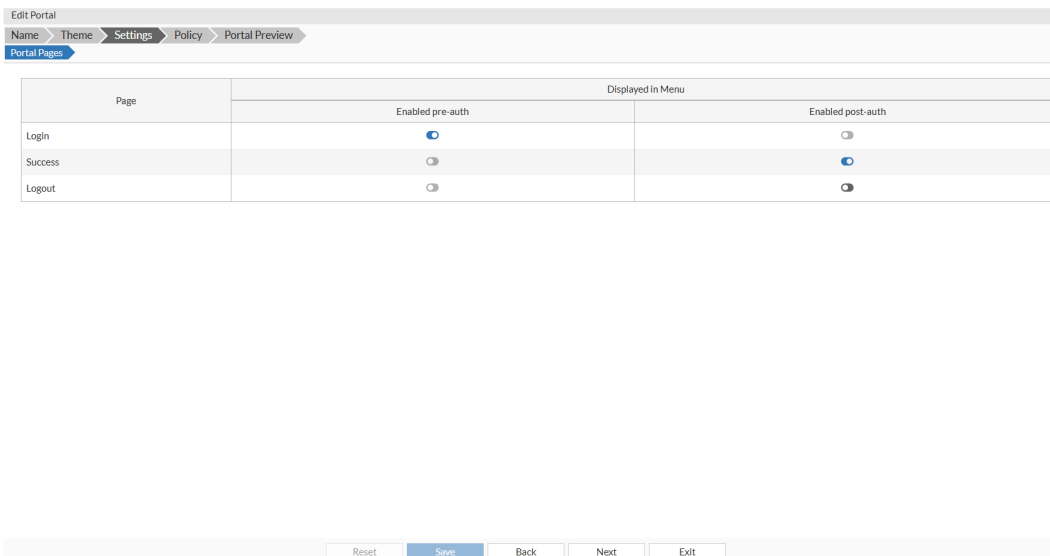 Edit Portal
Name Theme Settings Policy Portal Preview
Portal Pages
Page Displayed in Menu
Enabled pre-auth Enabled post-auth
Login
Success
Logout
Reset Save Back Next Exit